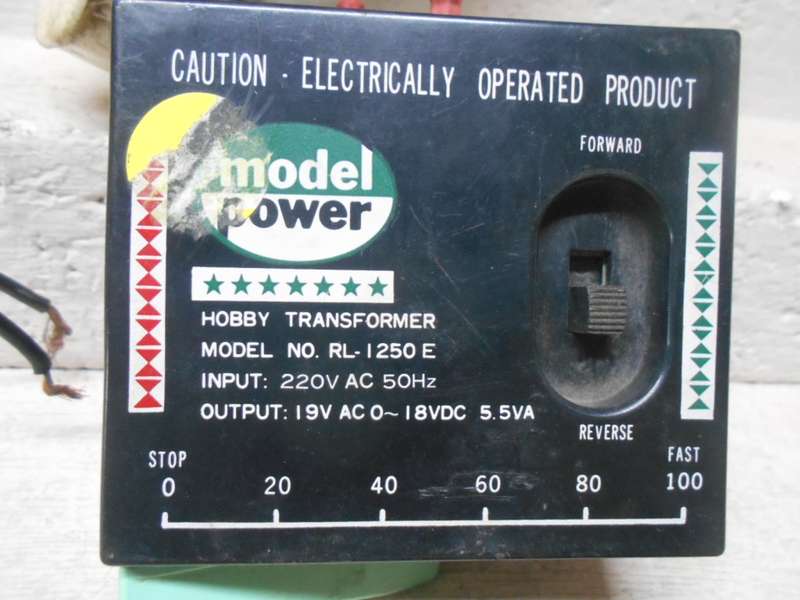 CAUTION - ELECTRICALLY OPERATED PRODUCT
FORWARD
model
power
HOBBY TRANSFORMER
MODEL NO. RL-1250 E
INPUT: 220V AC 50Hz
OUTPUT: 19V AC 0~18VDC 5.5VA
REVERSE
STOP FAST
0 20 40 60 80 100